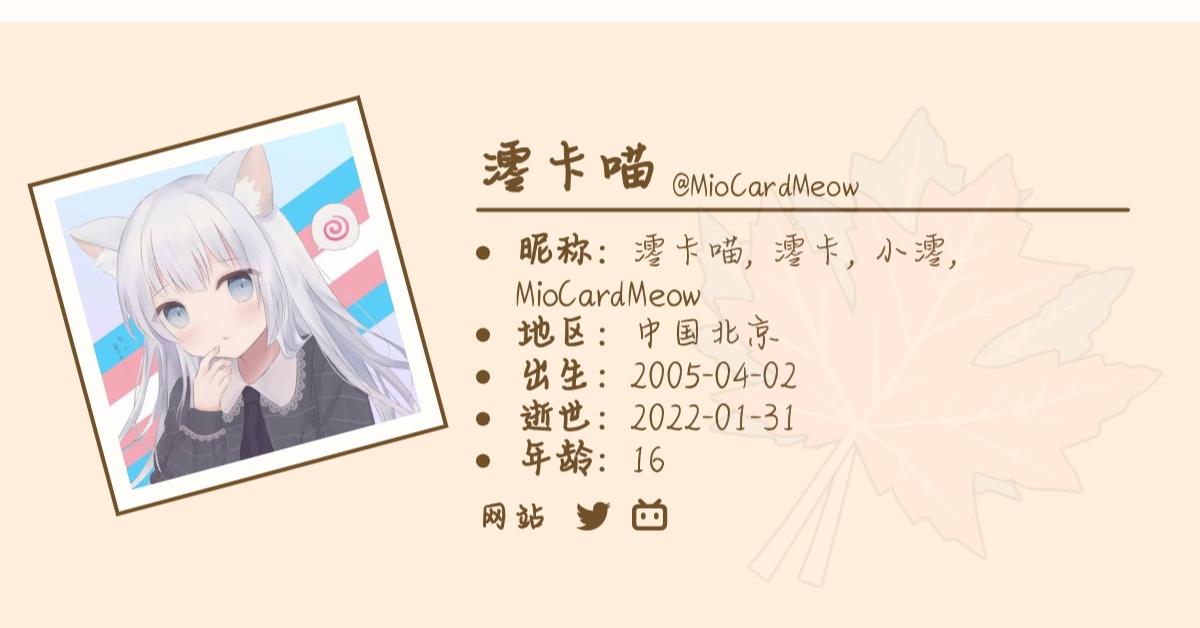 澪卡喵 @MioCardMeow
昵称: 澪卡喵, 澪卡, 小澪,
MioCardMeow
地区: 中国北京
出生: 2005-04-02
逝世: 2022-01-31
年龄: 16
网站